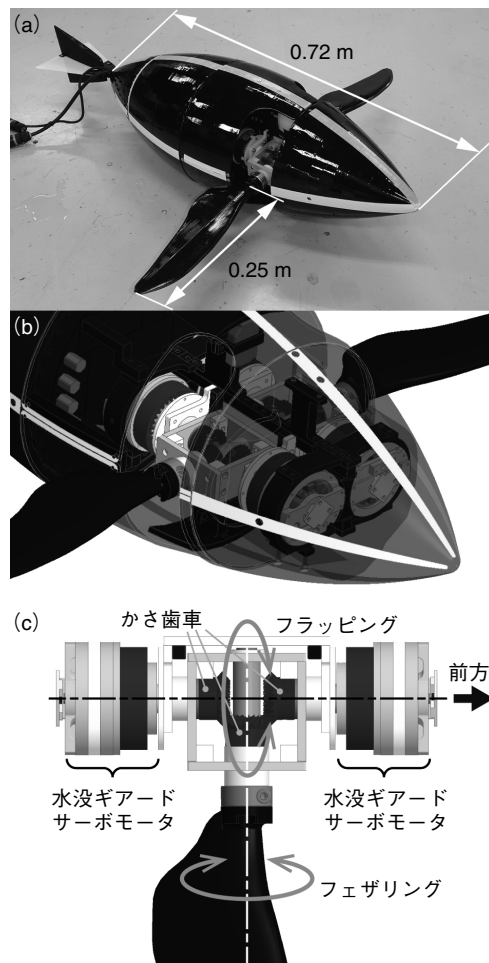 (a)
0.72 m
0.25 m
(b)
(c)
かさ歯車
フラッピング
前方
水没ギアード
サーボモータ
水没ギアード
サーボモータ
フェザリング